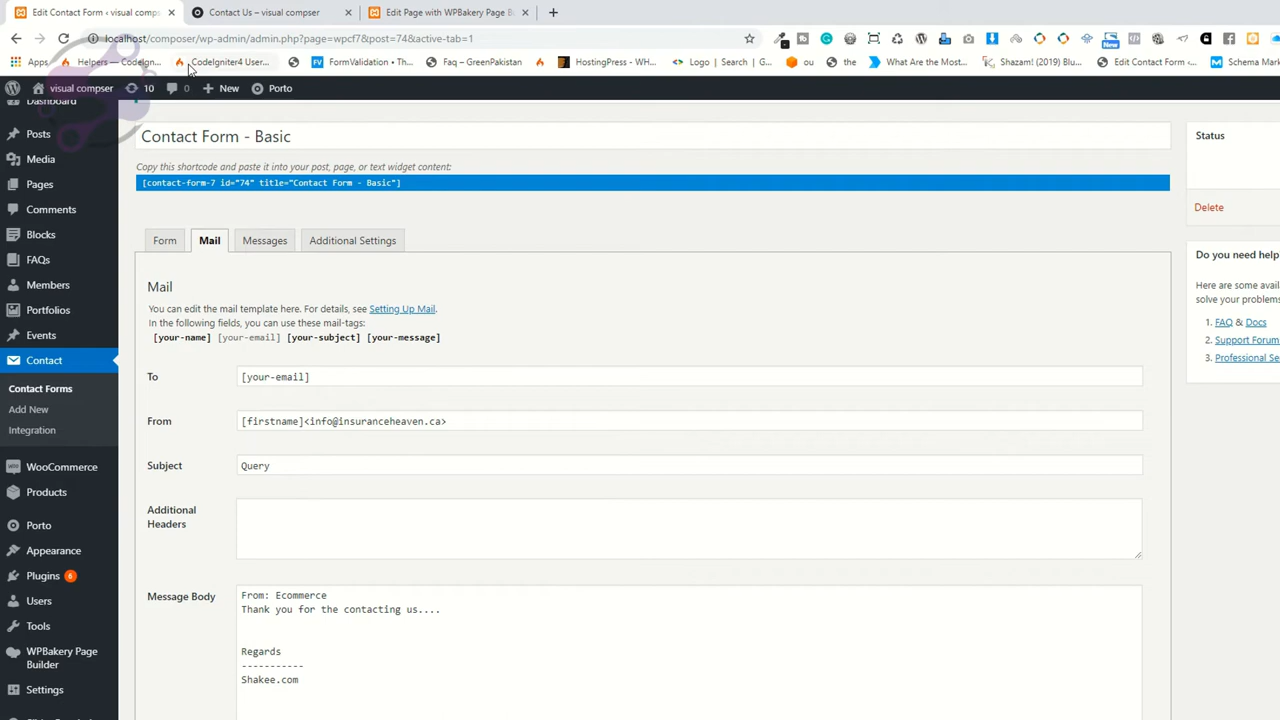 Edit Contact Form ‹ visual comps
Contact Us – visual compser
Edit Page with WPBakery Page Bu
localhost/composer/wp-admin/admin.php?page=wpcf7&post=74&active-tab=1
Apps
Helpers — CodeIgn...
CodeIgniter4 User...
FormValidation • Th...
Faq – GreenPakistan
HostingPress - WH...
Logo | Search | G...
ou
the
What Are the Most...
Shazam! (2019) Blu...
Edit Contact Form ‹...
Schema Mark
New
visual compser
10
0
New
Porto
Dashboard
Posts
Media
Pages
Comments
Blocks
FAQs
Members
Portfolios
Events
Contact
Contact Forms
Add New
Integration
WooCommerce
Products
Porto
Appearance
Plugins 6
Users
Tools
WPBakery Page
Builder
Settings
Contact Form - Basic
Copy this shortcode and paste it into your post, page, or text widget content:
[contact-form-7 id="74" title="Contact Form - Basic"]
Form
Mail
Messages
Additional Settings
Mail
You can edit the mail template here. For details, see Setting Up Mail.
In the following fields, you can use these mail-tags:
[your-name] [your-email] [your-subject] [your-message]
To
[your-email]
From
[firstname]<info@insuranceheaven.ca>
Subject
Query
Additional
Headers
Message Body
From: Ecommerce
Thank you for the contacting us....
Regards
-----------
Shakee.com
Status
Delete
Do you need help
Here are some avai
solve your problems
1. FAQ & Docs
2. Support Forum
3. Professional Se